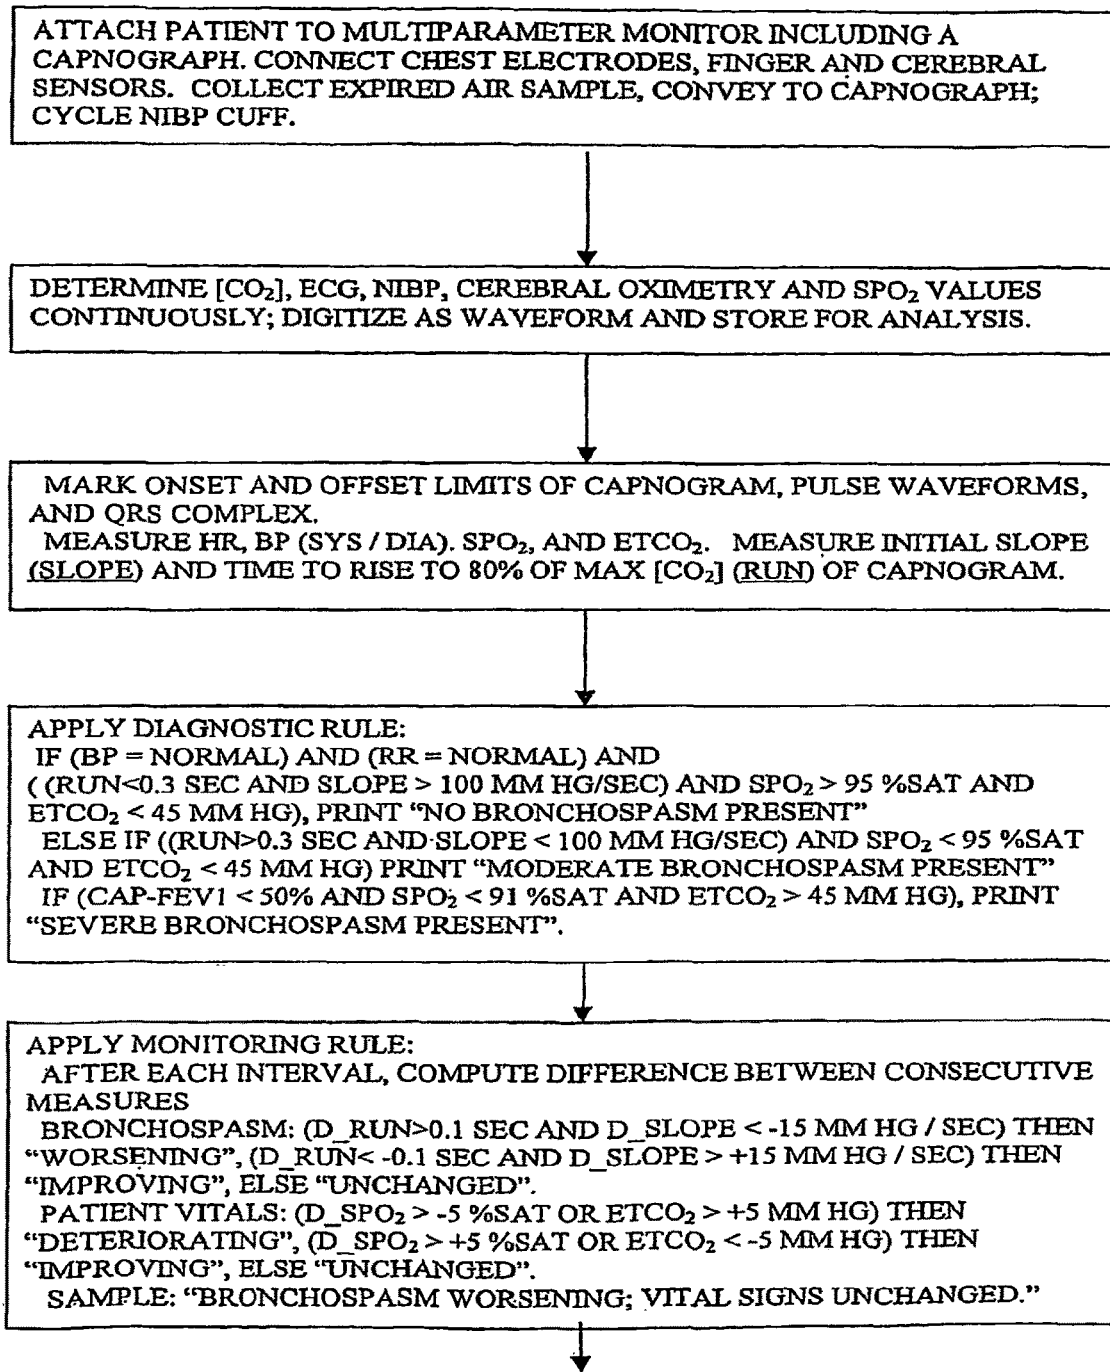 ATTACH PATIENT TO MULTIPARAMETER MONITOR INCLUDING A
CAPNOGRAPH. CONNECT CHEST ELECTRODES, FINGER AND CEREBRAL
SENSORS. COLLECT EXPIRED AIR SAMPLE, CONVEY TO CAPNOGRAPH;
CYCLE NIBP CUFF.
DETERMINE [CO₂], ECG, NIBP, CEREBRAL OXIMETRY AND SPO₂ VALUES
CONTINUOUSLY; DIGITIZE AS WAVEFORM AND STORE FOR ANALYSIS.
MARK ONSET AND OFFSET LIMITS OF CAPNOGRAM, PULSE WAVEFORMS,
AND QRS COMPLEX.
MEASURE HR, BP (SYS / DIA). SPO₂, AND ETCO₂. MEASURE INITIAL SLOPE
(SLOPE) AND TIME TO RISE TO 80% OF MAX [CO₂] (RUN) OF CAPNOGRAM.
APPLY DIAGNOSTIC RULE:
IF (BP = NORMAL) AND (RR = NORMAL) AND
( (RUN<0.3 SEC AND SLOPE > 100 MM HG/SEC) AND SPO₂ > 95 %SAT AND
ETCO₂ < 45 MM HG), PRINT "NO BRONCHOSPASM PRESENT"
ELSE IF ((RUN>0.3 SEC AND SLOPE < 100 MM HG/SEC) AND SPO₂ < 95 %SAT
AND ETCO₂ < 45 MM HG) PRINT "MODERATE BRONCHOSPASM PRESENT"
IF (CAP-FEV1 < 50% AND SPO₂ < 91 %SAT AND ETCO₂ > 45 MM HG), PRINT
"SEVERE BRONCHOSPASM PRESENT".
APPLY MONITORING RULE:
AFTER EACH INTERVAL, COMPUTE DIFFERENCE BETWEEN CONSECUTIVE
MEASURES
BRONCHOSPASM: (D_RUN>0.1 SEC AND D_SLOPE < -15 MM HG / SEC) THEN
"WORSENING", (D_RUN< -0.1 SEC AND D_SLOPE > +15 MM HG / SEC) THEN
"IMPROVING", ELSE "UNCHANGED".
PATIENT VITALS: (D_SPO₂ > -5 %SAT OR ETCO₂ > +5 MM HG) THEN
"DETERIORATING", (D_SPO₂ > +5 %SAT OR ETCO₂ < -5 MM HG) THEN
"IMPROVING", ELSE "UNCHANGED".
SAMPLE: "BRONCHOSPASM WORSENING; VITAL SIGNS UNCHANGED."